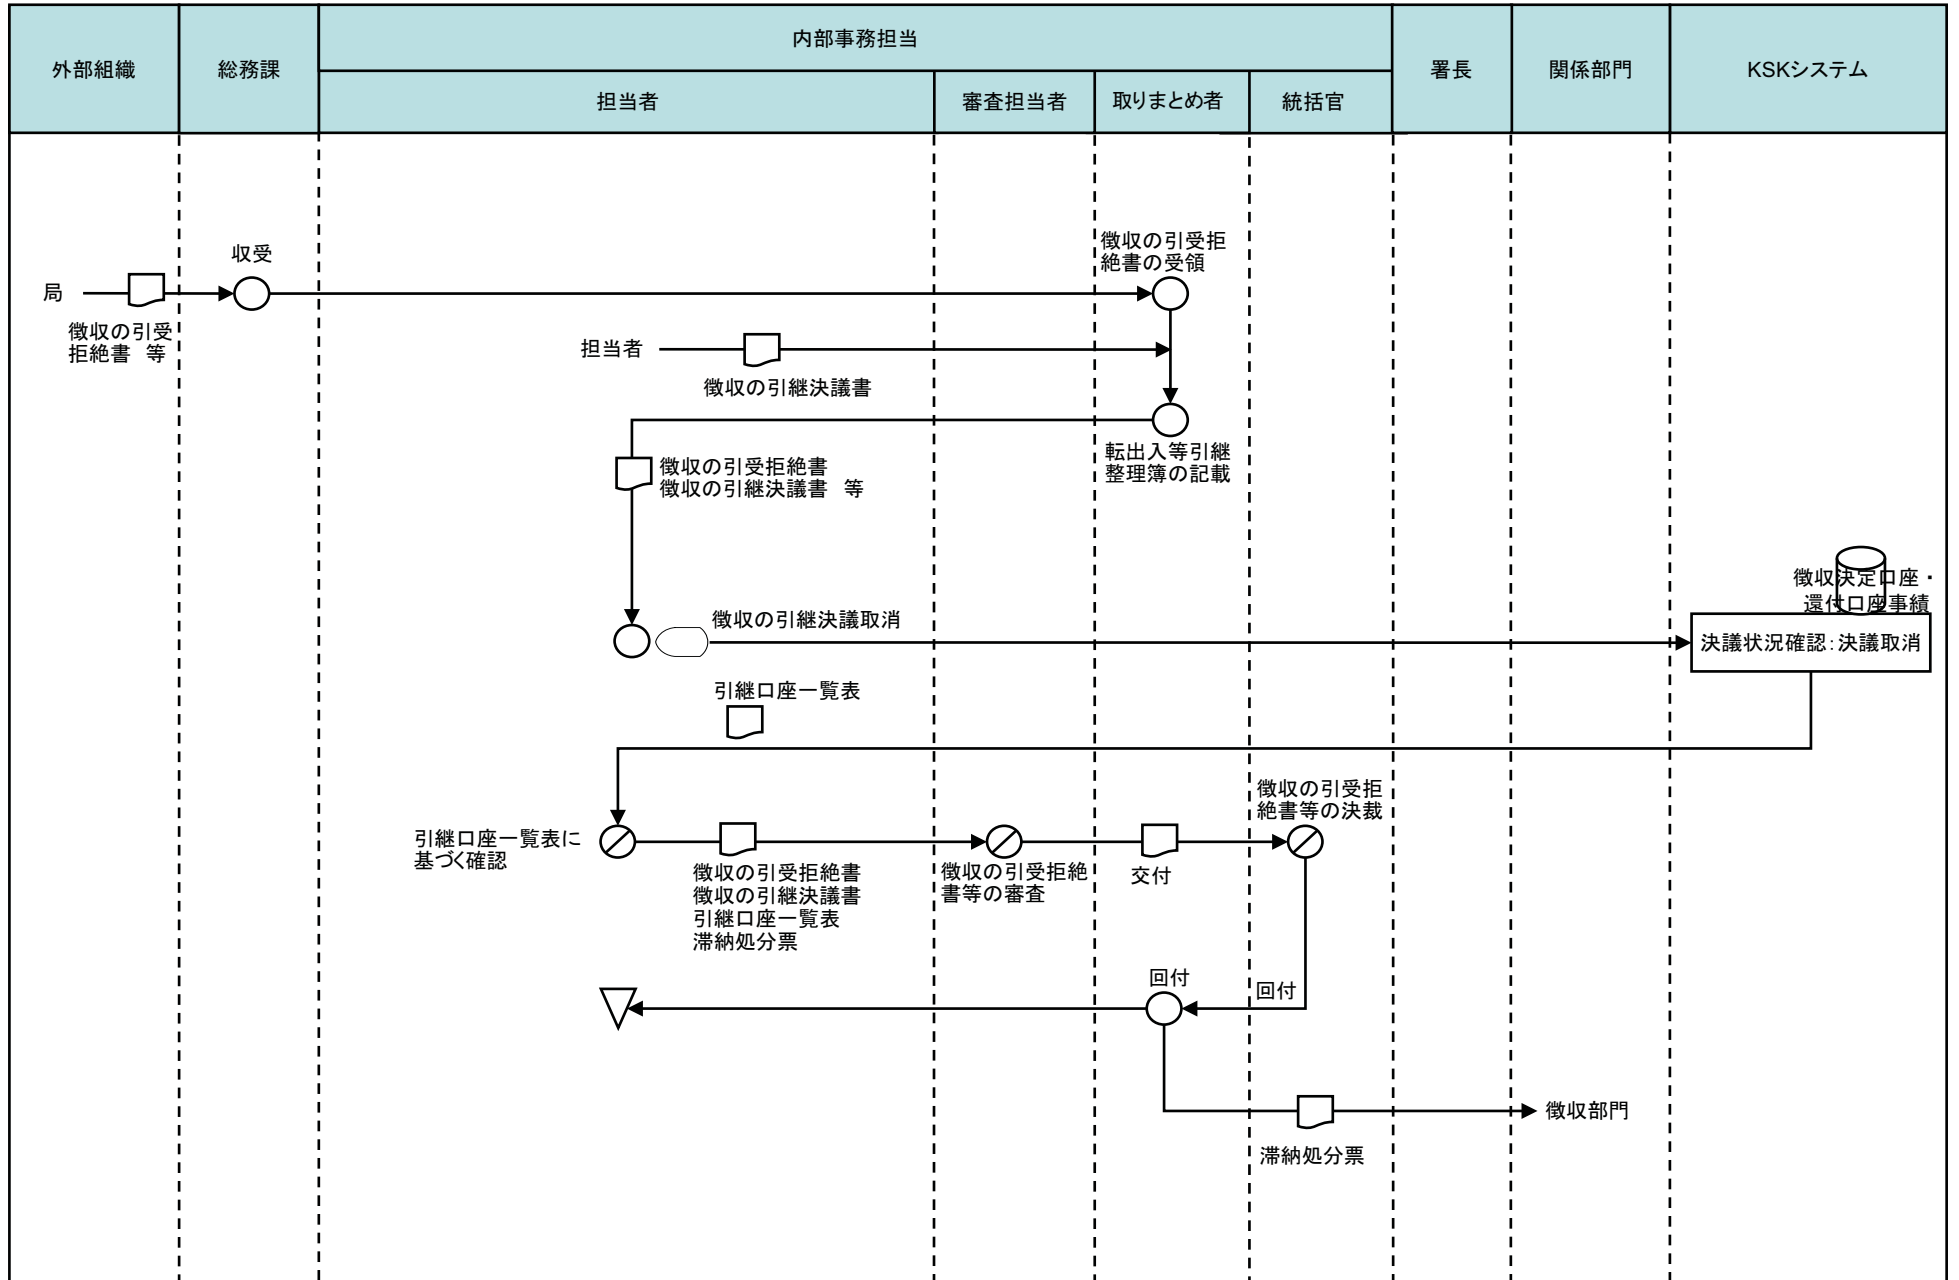 外部組織
総務課
内部事務担当
担当者
審査担当者
取りまとめ者
統括官
署長
関係部門
KSKシステム
収受
徴収の引受拒
絶書の受領
局
徴収の引受
拒絶書　等
担当者
徴収の引継決議書
転出入等引継
整理簿の記載
徴収の引受拒絶書
徴収の引継決議書　等
徴収決定口座・
還付口座事績
徴収の引継決議取消
決議状況確認：決議取消
引継口座一覧表
徴収の引受拒
絶書等の決裁
引継口座一覧表に
基づく確認
徴収の引受拒絶書
徴収の引継決議書
引継口座一覧表
滞納処分票
徴収の引受拒絶
書等の審査
交付
回付
回付
徴収部門
滞納処分票